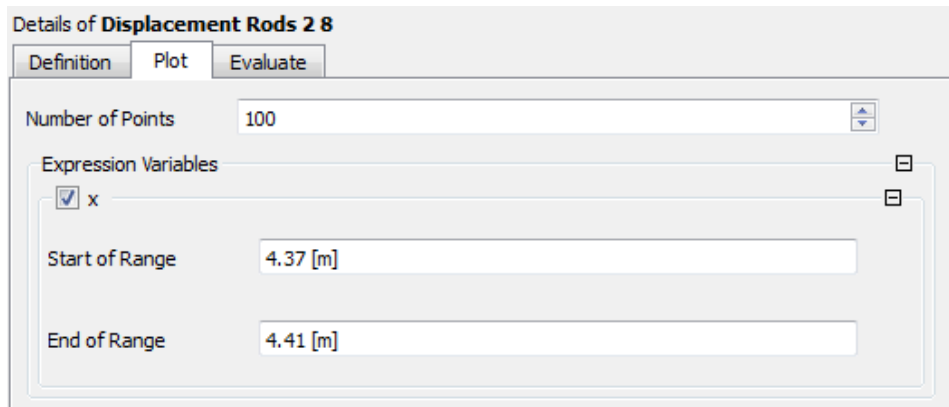 Details of Displacement Rods 2 8
Definition Plot Evaluate
Number of Points 100
Expression Variables
x
Start of Range 4.37 [m]
End of Range 4.41 [m]